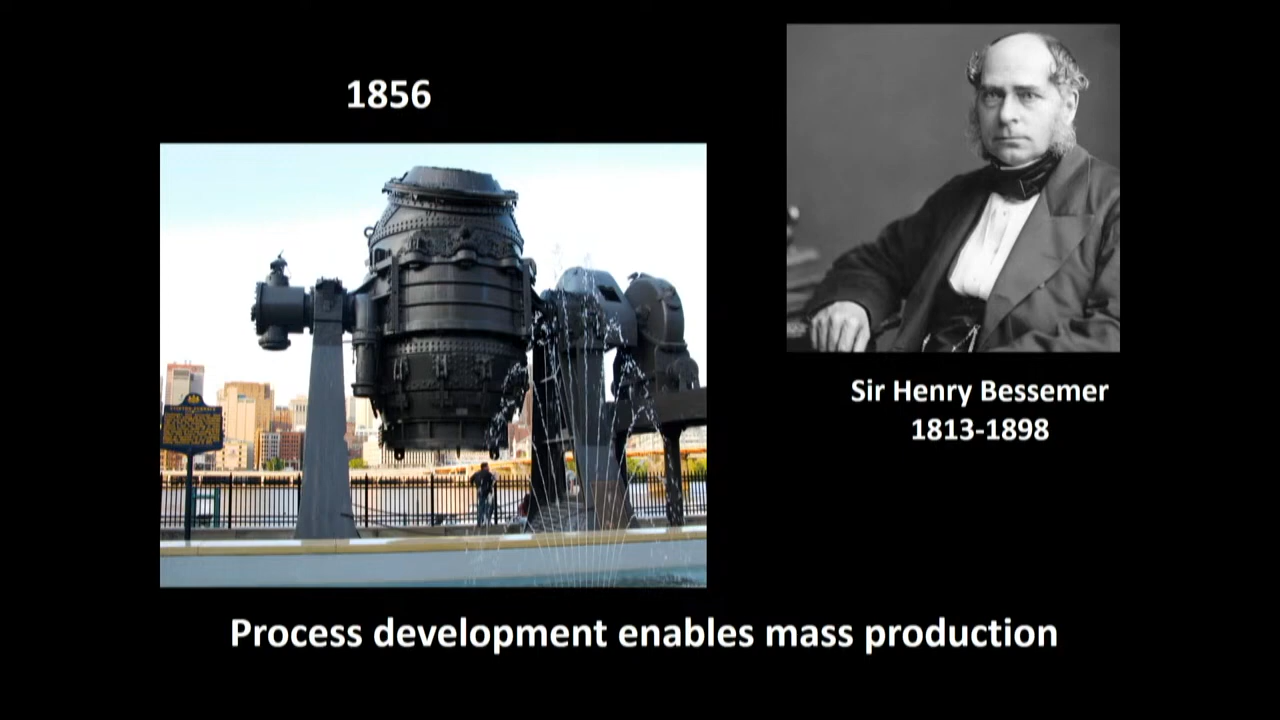 1856
Sir Henry Bessemer
1813-1898
Process development enables mass production